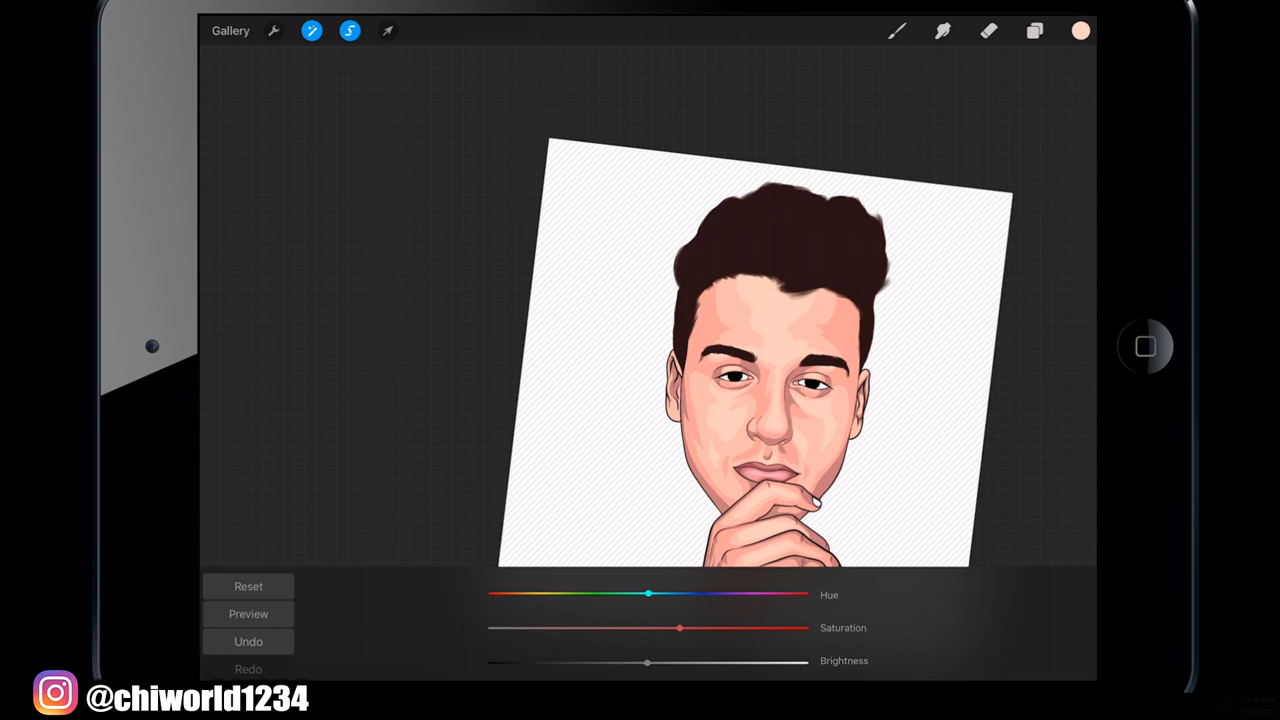 Gallery
Reset
Preview
Undo
Redo
Hue
Saturation
Brightness
@chiworld1234